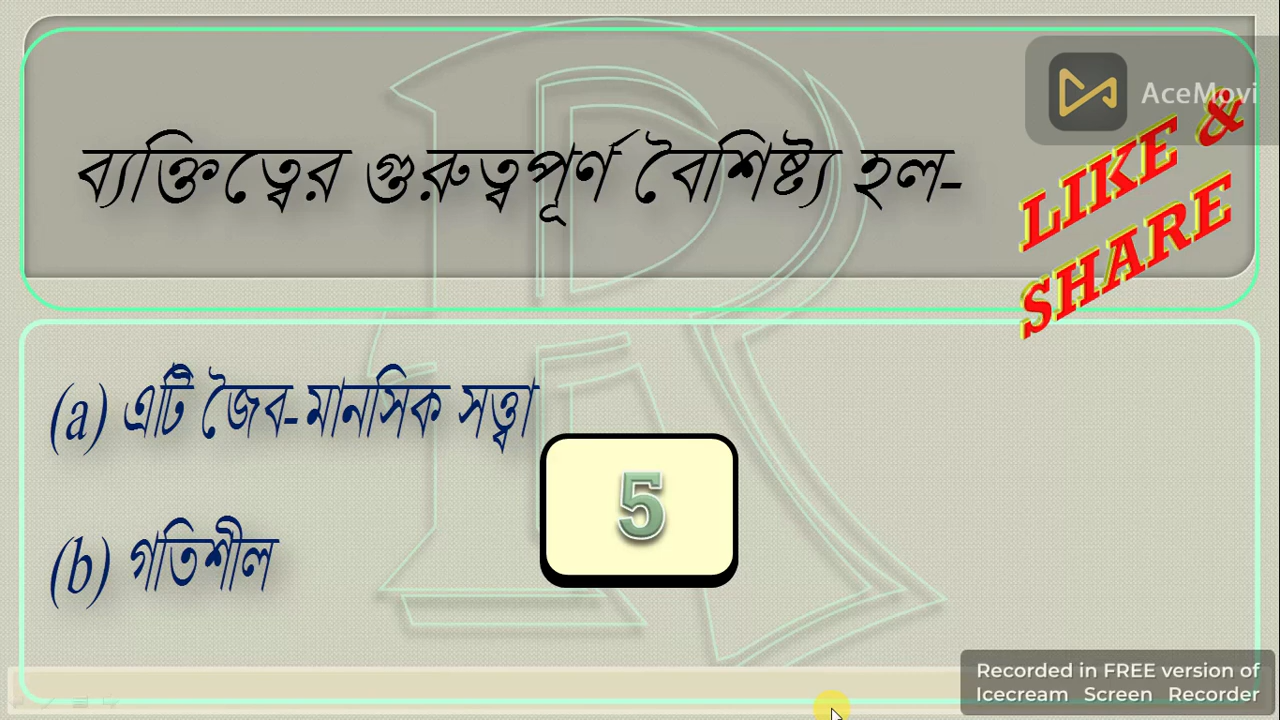 ব্যক্তিত্বের গুরুত্বপূর্ণ বৈশিষ্ট্য হল-
AceMovi
LIKE &
SHARE
(a) এটি জৈব-মানসিক সত্ত্বা
5
(b) গতিশীল
Recorded in FREE version of
Icecream Screen Recorder